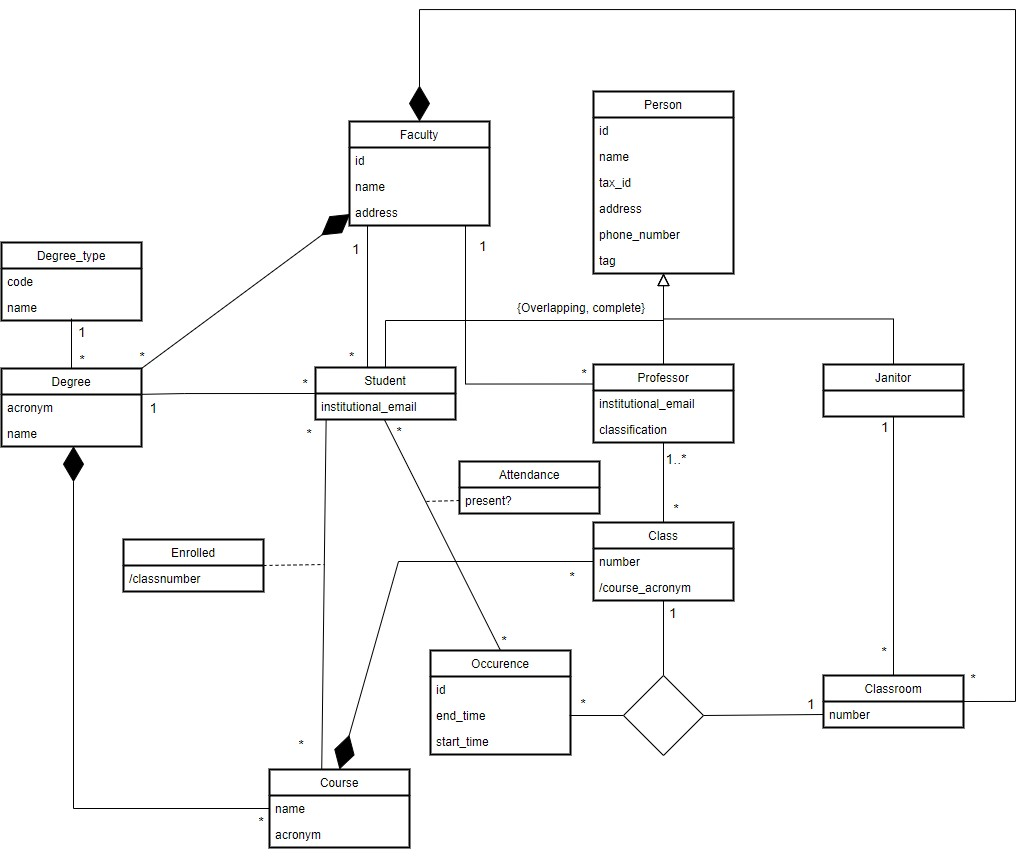 Person
id
name
tax_id
address
phone_number
tag
Faculty
id
name
address
1
1
Degree_type
code
name
1
*
*
{Overlapping, complete}
*
*
Degree
acronym
name
1
*
Student
institutional_email
*
*
Professor
institutional_email
classification
1..*
*
Janitor
1
Attendance
present?
Enrolled
/classnumber
Class
number
/course_acronym
*
1
*
Occurence
id
end_time
start_time
*
1
*
*
Classroom
number
*
*
Course
name
acronym